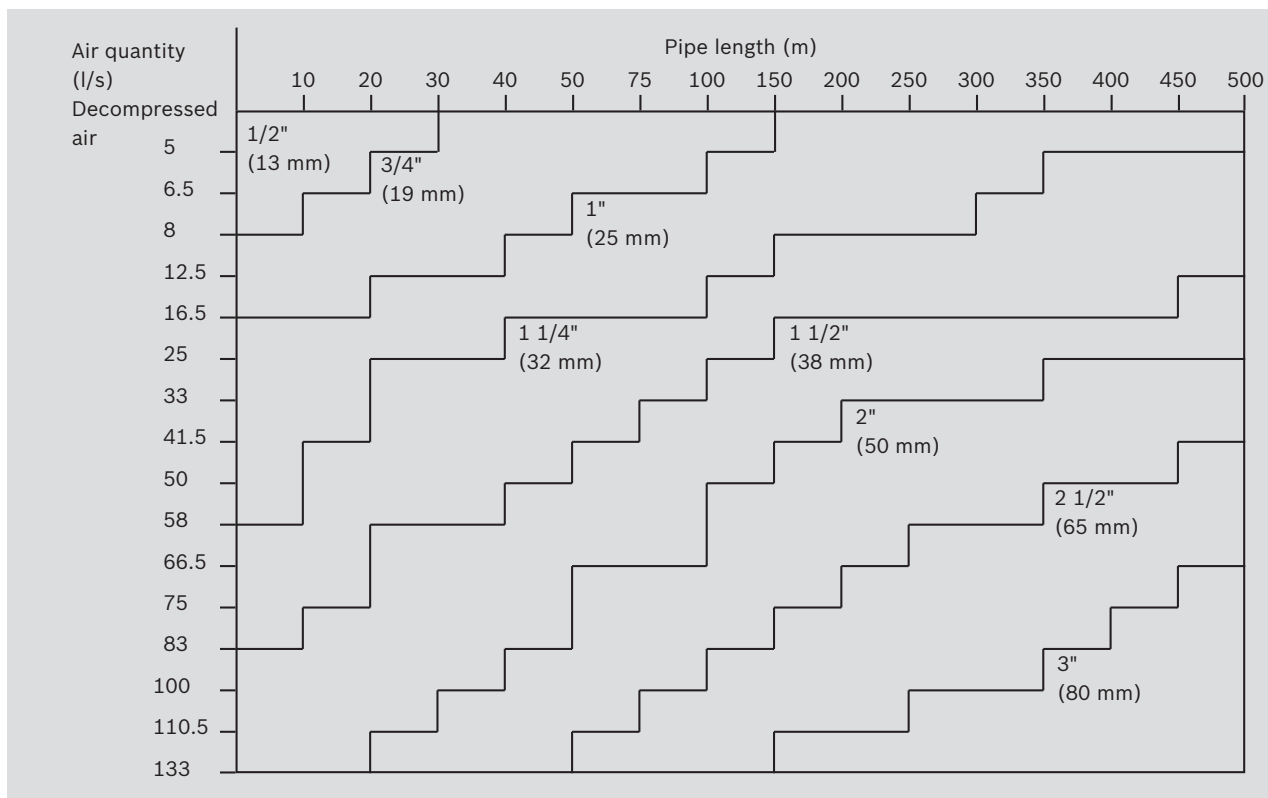 Air quantity
(l/s)
Decompressed
air
Pipe length (m)
10 20 30 40 50 75 100 150 200 250 300 350 400 450 500
1/2"
(13 mm)
5
3/4"
(19 mm)
6.5
1"
(25 mm)
8
12.5
16.5
1 1/4"
(32 mm)
1 1/2"
(38 mm)
25
33
2"
(50 mm)
41.5
50
2 1/2"
(65 mm)
58
66.5
75
83
3"
(80 mm)
100
110.5
133